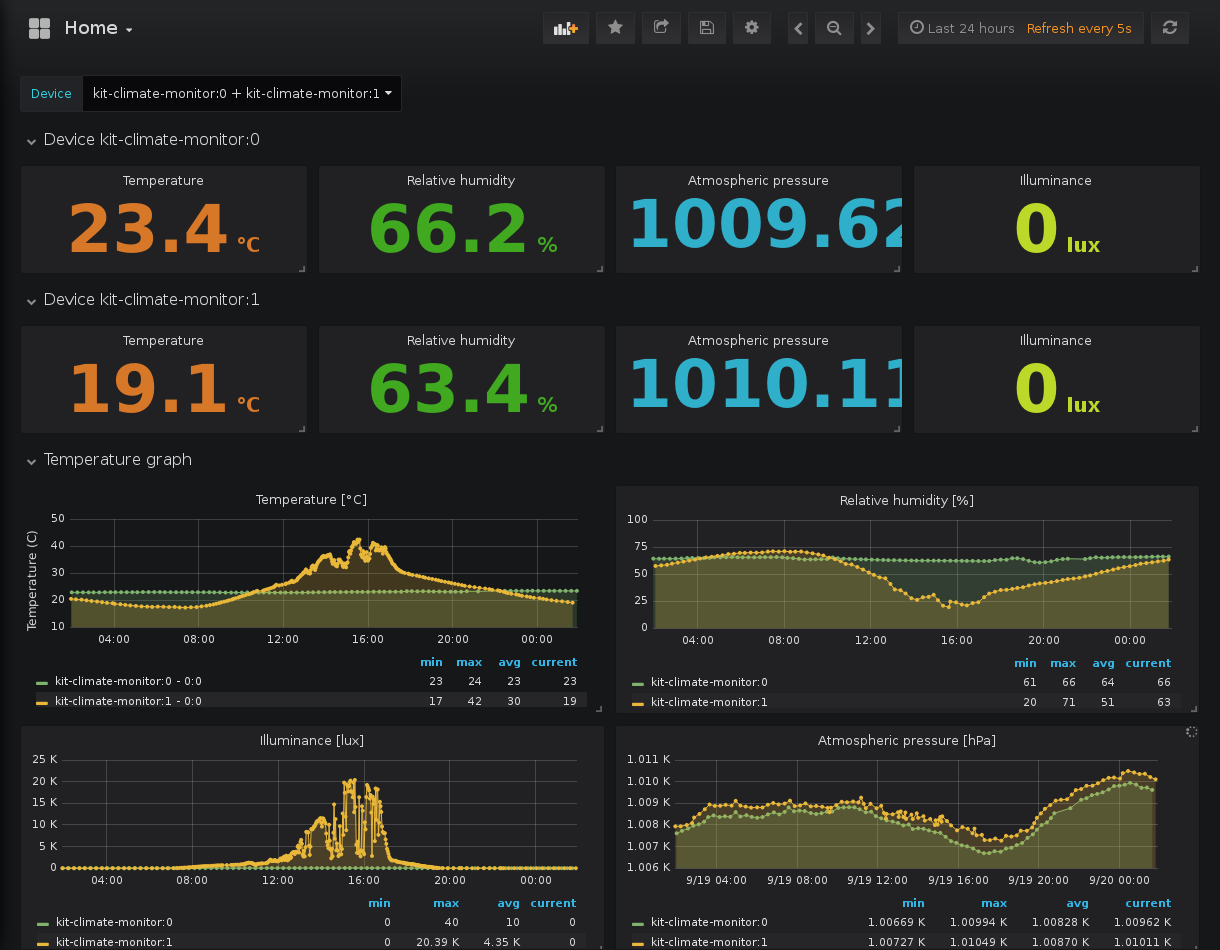 Home
Last 24 hours Refresh every 5s
Device kit-climate-monitor:0 + kit-climate-monitor:1
Device kit-climate-monitor:0
Temperature Relative humidity Atmospheric pressure Illuminance
23.4 °C 66.2 % 1009.62 0 lux
Device kit-climate-monitor:1
Temperature Relative humidity Atmospheric pressure Illuminance
19.1 °C 63.4 % 1010.11 0 lux
Temperature graph
Temperature [°C]
Temperature (C)
50
40
30
20
10
04:00 08:00 12:00 16:00 20:00 00:00
min max avg current
kit-climate-monitor:0 - 0:0 23 24 23 23
kit-climate-monitor:1 - 0:0 17 42 30 19
Relative humidity [%]
100
75
50
25
0
04:00 08:00 12:00 16:00 20:00 00:00
min max avg current
kit-climate-monitor:0 61 66 64 66
kit-climate-monitor:1 20 71 51 63
Illuminance [lux]
25 K
20 K
15 K
10 K
5 K
0
04:00 08:00 12:00 16:00 20:00 00:00
min max avg current
kit-climate-monitor:0 0 40 10 0
kit-climate-monitor:1 0 20.39 K 4.35 K 0
Atmospheric pressure [hPa]
1.011 K
1.010 K
1.009 K
1.008 K
1.007 K
1.006 K
9/19 04:00 9/19 08:00 9/19 12:00 9/19 16:00 9/19 20:00 9/20 00:00
min max avg current
kit-climate-monitor:0 1.00669 K 1.00994 K 1.00828 K 1.00962 K
kit-climate-monitor:1 1.00727 K 1.01049 K 1.00870 K 1.01011 K